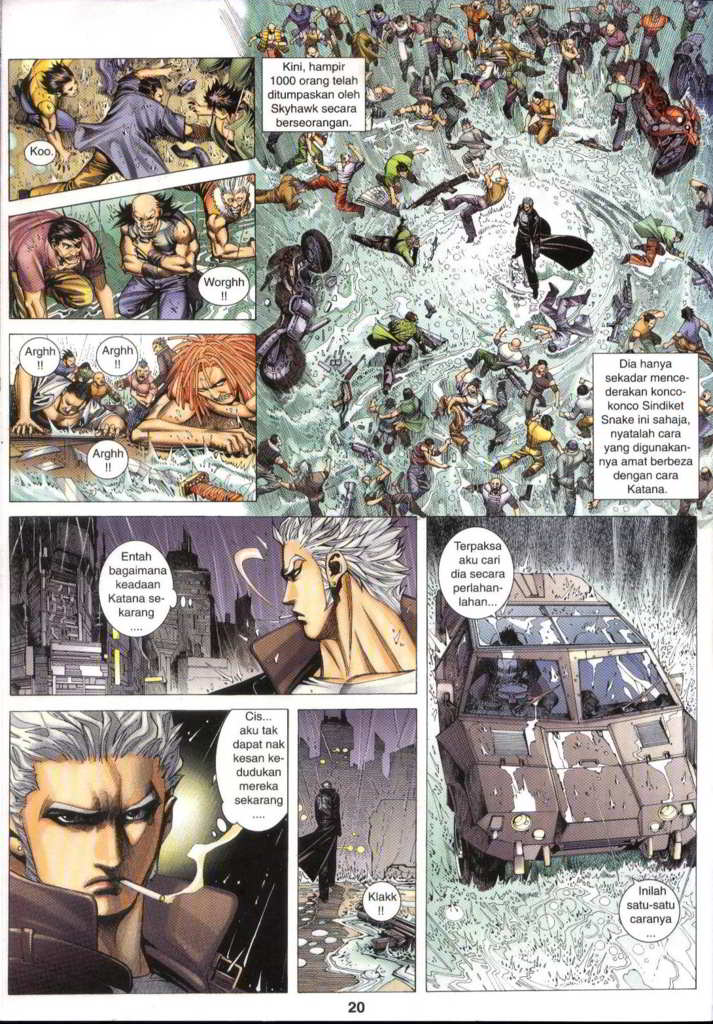 Kini, hampir
1000 orang telah
ditumpaskan oleh
Skyhawk secara
berseorangan.
Koo.
Worghh
!!
Arghh
!!
Arghh
!!
Arghh
!!
Dia hanya
sekadar mence-
derakan konco-
konco Sindiket
Snake ini sahaja,
nyatalah cara
yang digunakan-
nya amat berbeza
dengan cara
Katana.
Entah
bagaimana
keadaan
Katana se-
karang
....
Terpaksa
aku cari
dia secara
perlahan-
lahan...
Cis...
aku tak
dapat nak
kesan ke-
dudukan
mereka
sekarang
....
Klakk
!!
Inilah
satu-satu
caranya
...
20